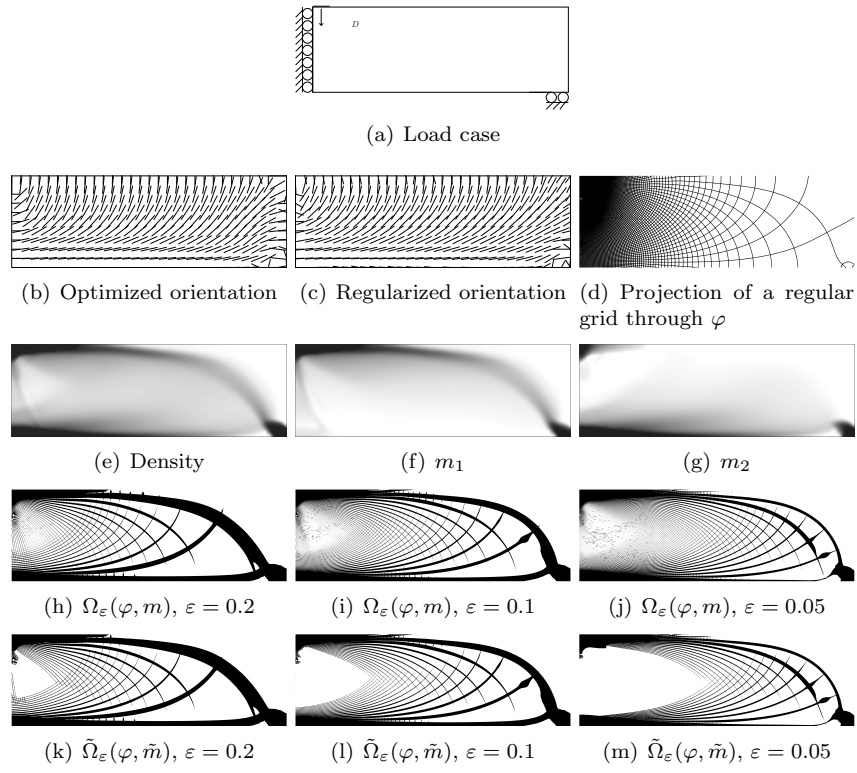 D
(a) Load case
(b) Optimized orientation
(c) Regularized orientation
(d) Projection of a regular
grid through φ
(e) Density
(f) m₁
(g) m₂
(h) Ωε(φ, m), ε = 0.2
(i) Ωε(φ, m), ε = 0.1
(j) Ωε(φ, m), ε = 0.05
(k) Ω̃ε(φ, m̃), ε = 0.2
(l) Ω̃ε(φ, m̃), ε = 0.1
(m) Ω̃ε(φ, m̃), ε = 0.05